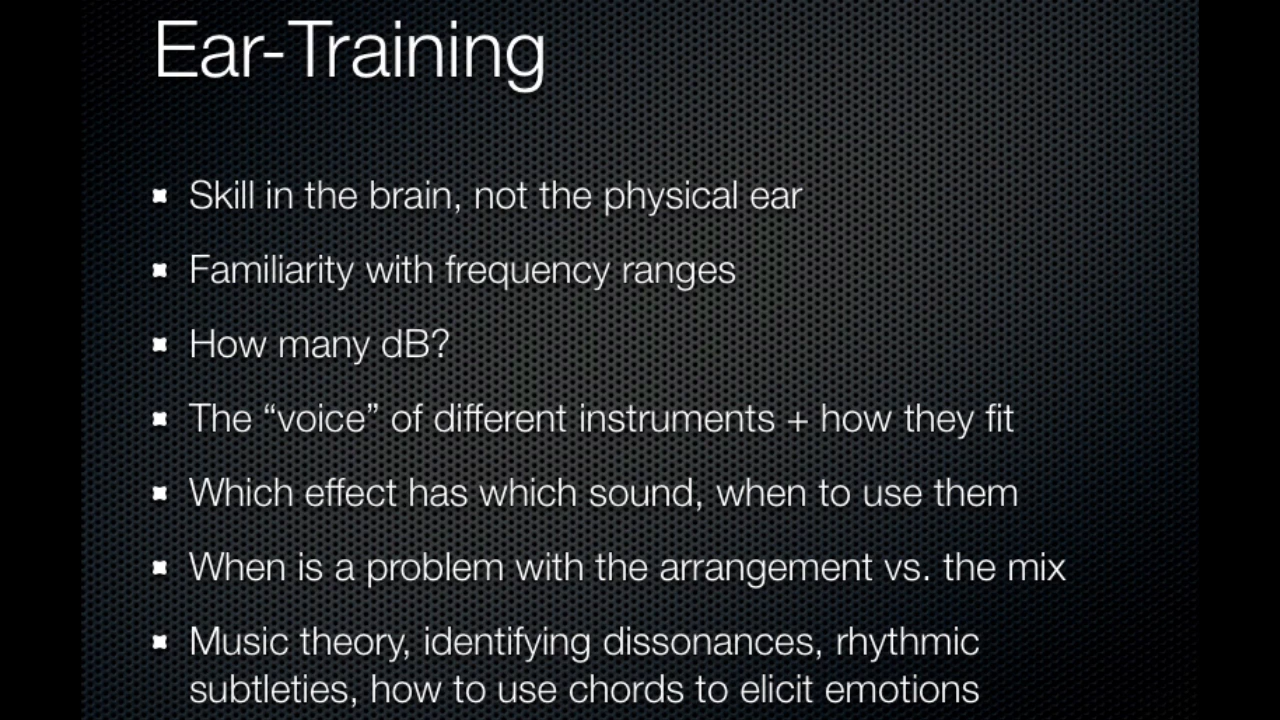 Ear-Training
Skill in the brain, not the physical ear
Familiarity with frequency ranges
How many dB?
The “voice” of different instruments + how they fit
Which effect has which sound, when to use them
When is a problem with the arrangement vs. the mix
Music theory, identifying dissonances, rhythmic
subtleties, how to use chords to elicit emotions